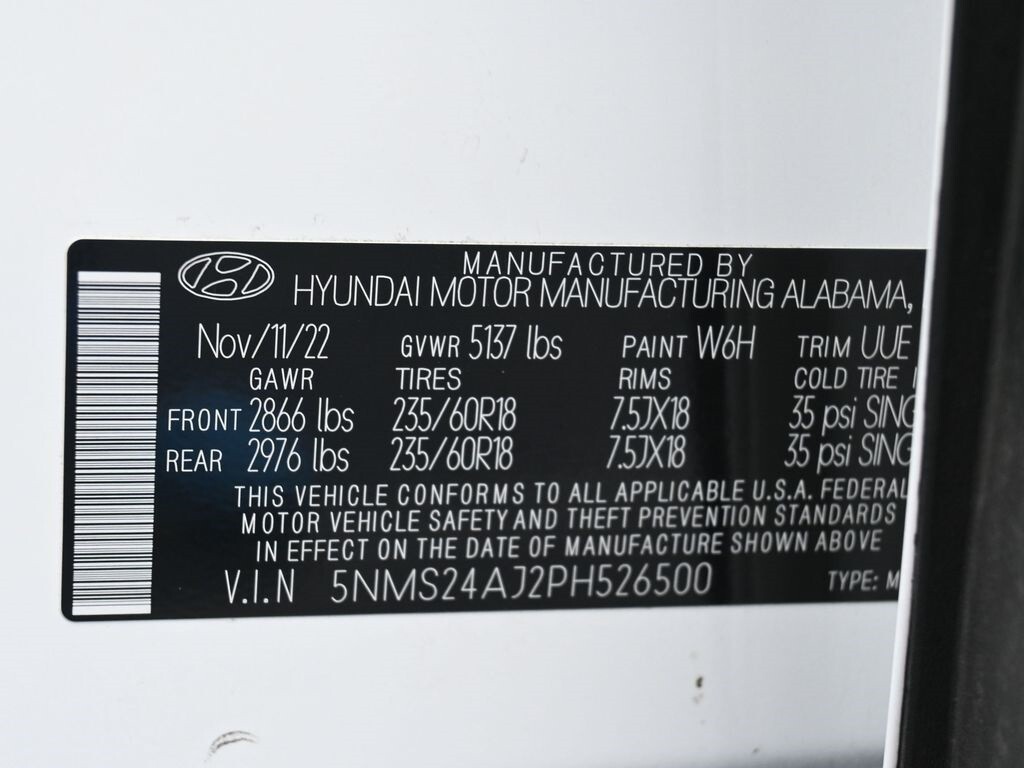 MANUFACTURED BY
HYUNDAI MOTOR MANUFACTURING ALABAMA,
Nov/11/22 GVWR 5137 lbs PAINT W6H TRIM UUE
GAWR TIRES RIMS COLD TIRE
FRONT 2866 lbs 235/60R18 7.5JX18 35 psi SING
REAR 2976 lbs 235/60R18 7.5JX18 35 psi SING
THIS VEHICLE CONFORMS TO ALL APPLICABLE U.S.A. FEDERAL
MOTOR VEHICLE SAFETY AND THEFT PREVENTION STANDARDS
IN EFFECT ON THE DATE OF MANUFACTURE SHOWN ABOVE
V.I.N 5NMS24AJ2PH526500 TYPE: M